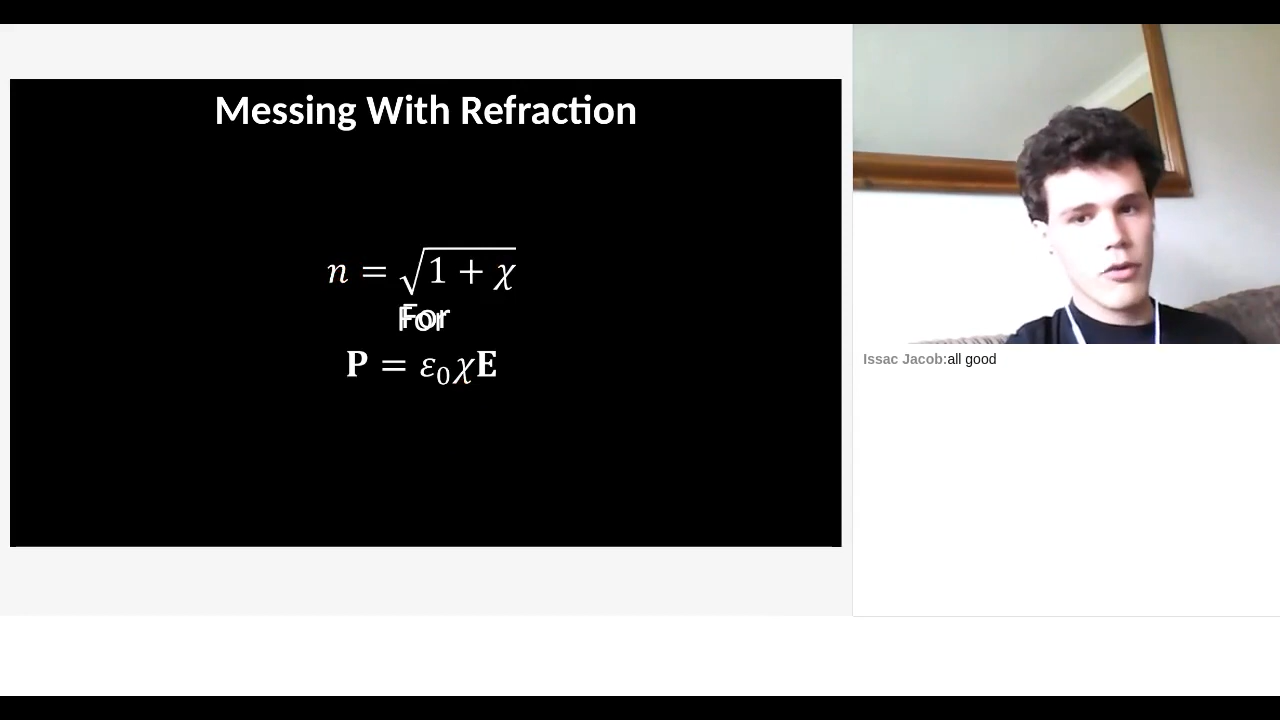 Messing With Refraction
n = √1 + χ
For
P = ε₀χE
Issac Jacob:all good